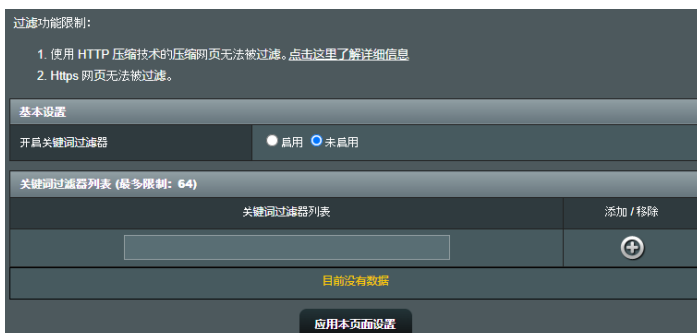 过滤功能限制：
1. 使用 HTTP 压缩技术的压缩网页无法被过滤。点击这里了解详细信息
2. Https 网页无法被过滤。
基本设置
开启关键词过滤器 启用 未启用
关键词过滤器列表 (最多限制：64)
关键词过滤器列表 添加 / 移除
目前没有数据
应用本页面设置